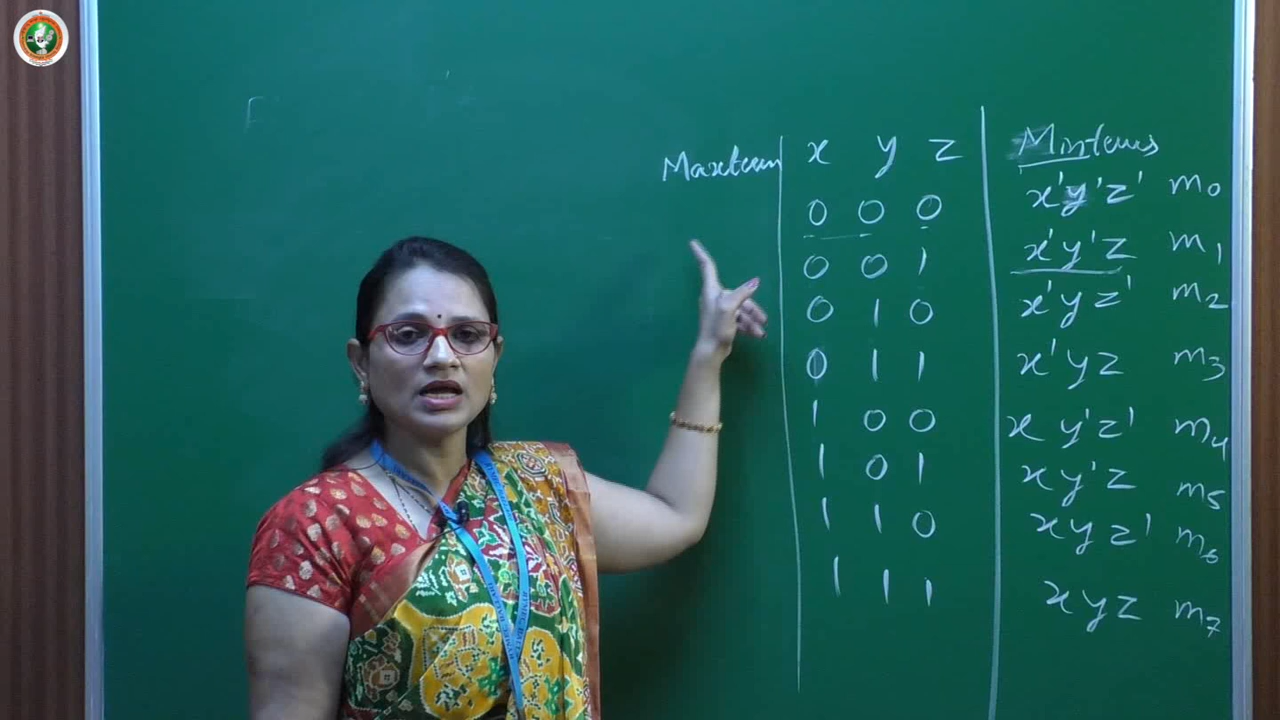 Maxterm x y z Minterms
0 0 0 x'y'z' m0
0 0 1 x'y'z m1
0 1 0 x'yz' m2
0 1 1 x'yz m3
1 0 0 xy'z' m4
1 0 1 xy'z m5
1 1 0 xyz' m6
1 1 1 xyz m7